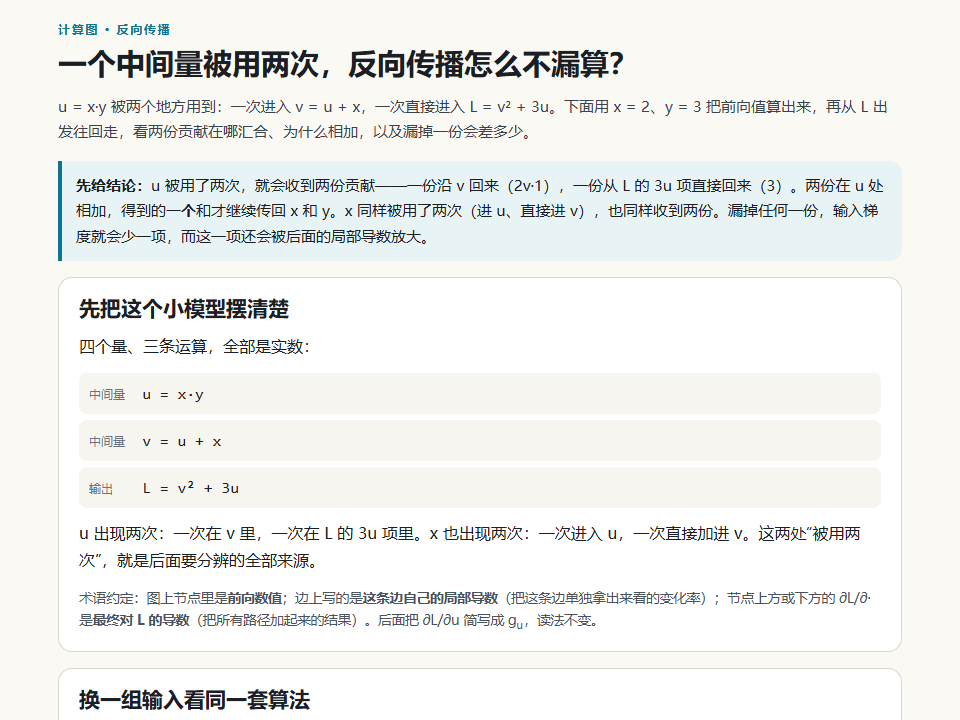 计算图 · 反向传播
一个中间量被用两次，反向传播怎么不漏算？
u = x·y 被两个地方用到：一次进入 v = u + x，一次直接进入 L = v² + 3u。下面用 x = 2、y = 3 把前向值算出来，再从 L 出
发往回走，看两份贡献在哪汇合、为什么相加，以及漏掉一份会差多少。
先给结论：u 被用了两次，就会收到两份贡献——一份沿 v 回来（2v·1），一份从 L 的 3u 项直接回来（3）。两份在 u 处
相加，得到的一个和才继续传回 x 和 y。x 同样被用了两次（进 u、直接进 v），也同样收到两份。漏掉任何一份，输入梯
度就会少一项，而这一项还会被后面的局部导数放大。
先把这个小模型摆清楚
四个量、三条运算，全部是实数：
中间量 u = x·y
中间量 v = u + x
输出 L = v² + 3u
u 出现两次：一次在 v 里，一次在 L 的 3u 项里。x 也出现两次：一次进入 u，一次直接加进 v。这两处“被用两
次”，就是后面要分辨的全部来源。
术语约定：图上节点里是前向数值；边上写的是这条边自己的局部导数（把这条边单独拿出来看的变化率）；节点上方或下方的 ∂L/∂·
是最终对 L 的导数（把所有路径加起来的结果）。后面把 ∂L/∂u 简写成 gᵤ，读法不变。
换一组输入看同一套算法